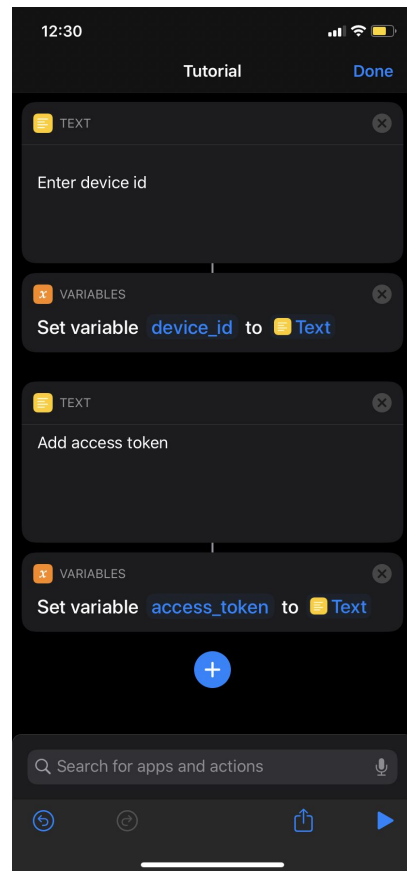 12:30
Tutorial
Done
TEXT
Enter device id
VARIABLES
Set variable device_id to Text
TEXT
Add access token
VARIABLES
Set variable access_token to Text
Search for apps and actions